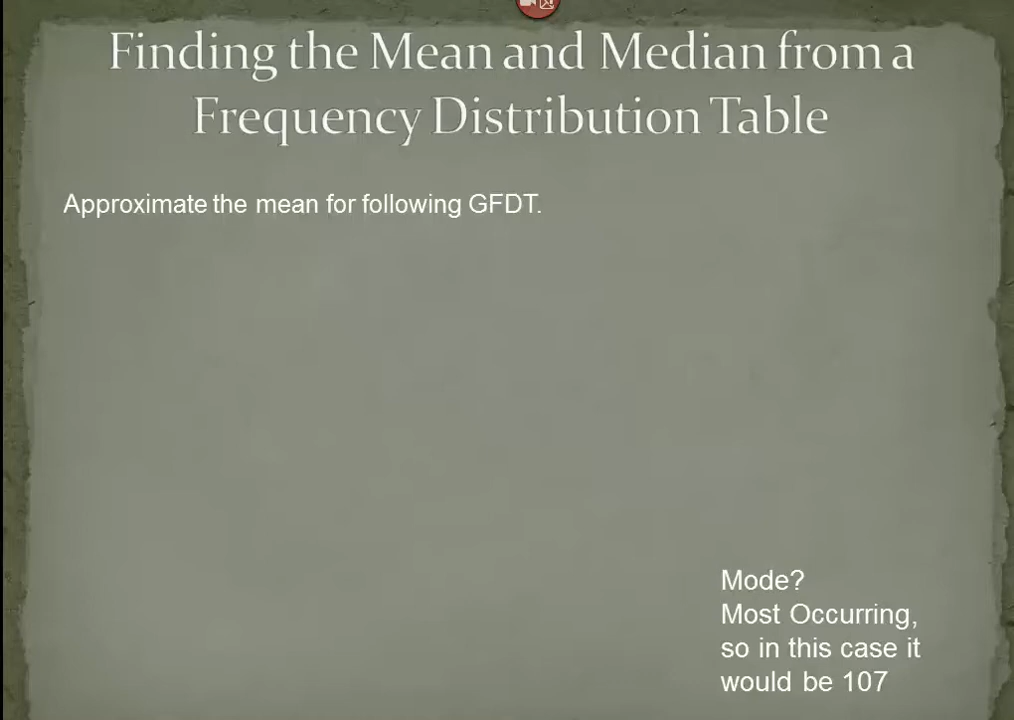 Finding the Mean and Median from a
Frequency Distribution Table
Approximate the mean for following GFDT.
Mode?
Most Occurring,
so in this case it
would be 107